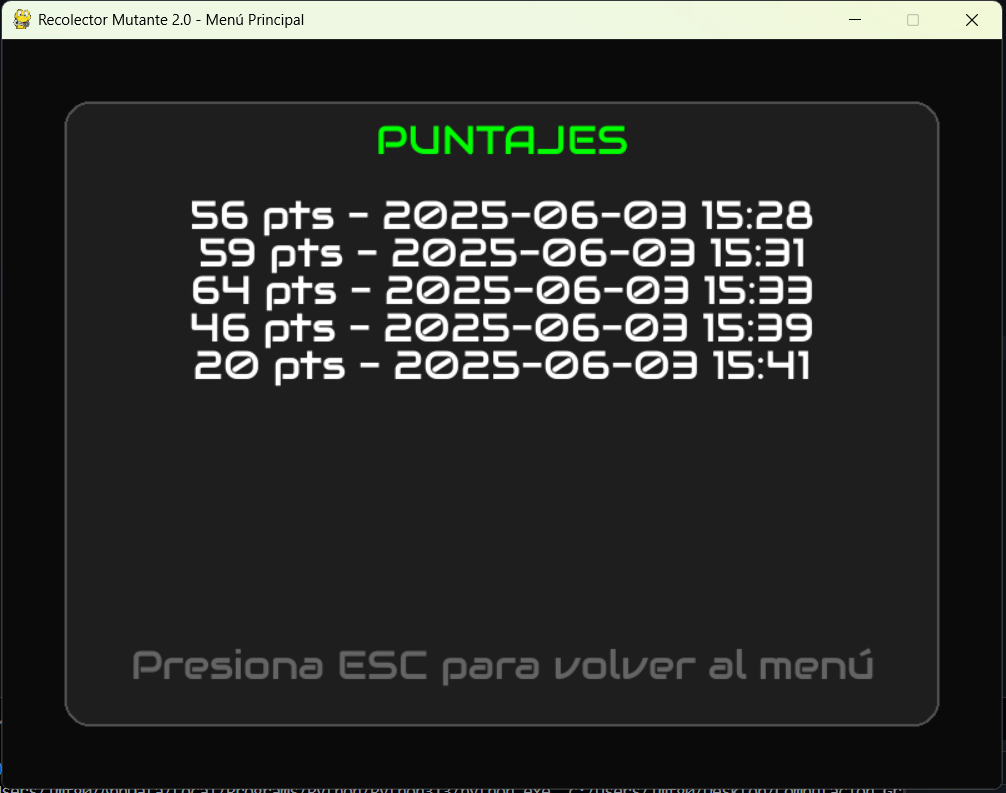 Recolector Mutante 2.0 - Menú Principal
PUNTAJES
56 pts - 2025-06-03 15:28
59 pts - 2025-06-03 15:31
64 pts - 2025-06-03 15:33
46 pts - 2025-06-03 15:39
20 pts - 2025-06-03 15:41
Presiona ESC para volver al menú